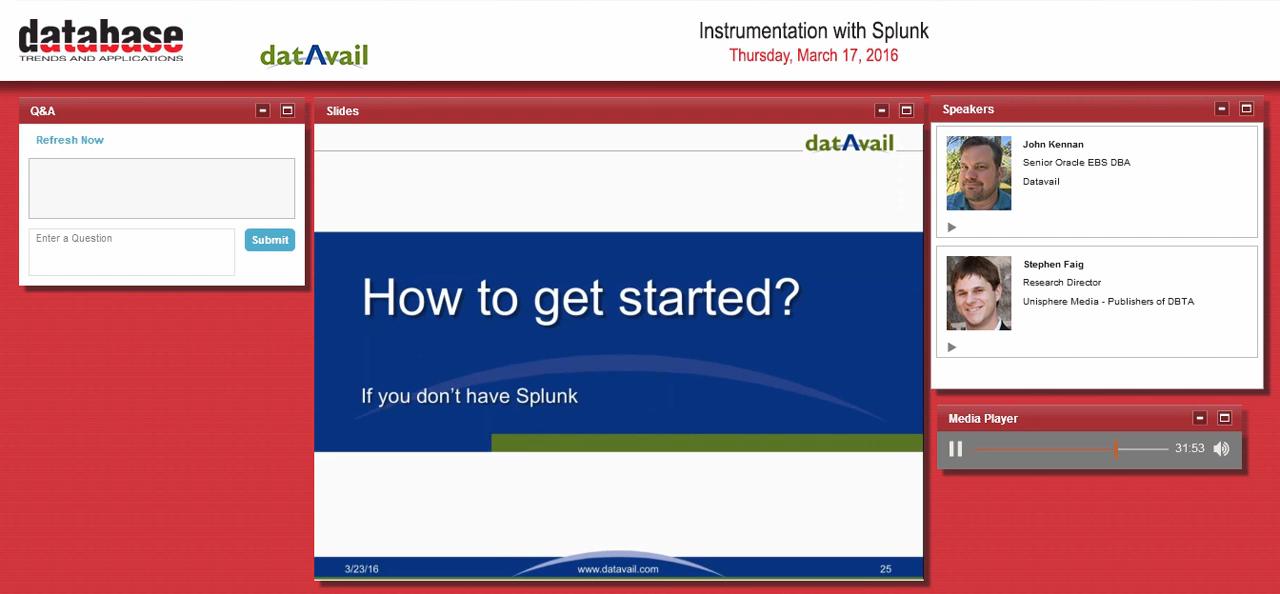 database
TRENDS AND APPLICATIONS
datAvail
Instrumentation with Splunk
Thursday, March 17, 2016
Q&A
Refresh Now
Enter a Question
Submit
Slides
datAvail
How to get started?
If you don't have Splunk
3/23/16
www.datavail.com
25
Speakers
John Kennan
Senior Oracle EBS DBA
Datavail
Stephen Faig
Research Director
Unisphere Media - Publishers of DBTA
Media Player
31:53